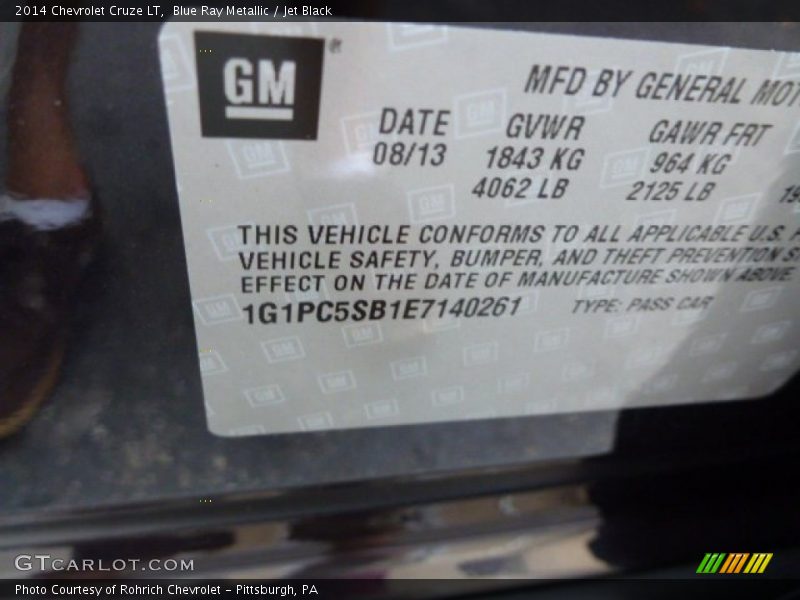 2014 Chevrolet Cruze LT,  Blue Ray Metallic / Jet Black
GM ®
MFD BY GENERAL
DATE GVWR GAWR FRT
08/13 1843 KG 964 KG
4062 LB 2125 LB
THIS VEHICLE CONFORMS TO ALL APPLICABLE U.S.
VEHICLE SAFETY, BUMPER, AND THEFT PREVENTION
EFFECT ON THE DATE OF MANUFACTURE SHOWN ABOVE
1G1PC5SB1E7140261 TYPE: PASS CAR
GTCARLOT.COM
Photo Courtesy of Rohrich Chevrolet – Pittsburgh, PA